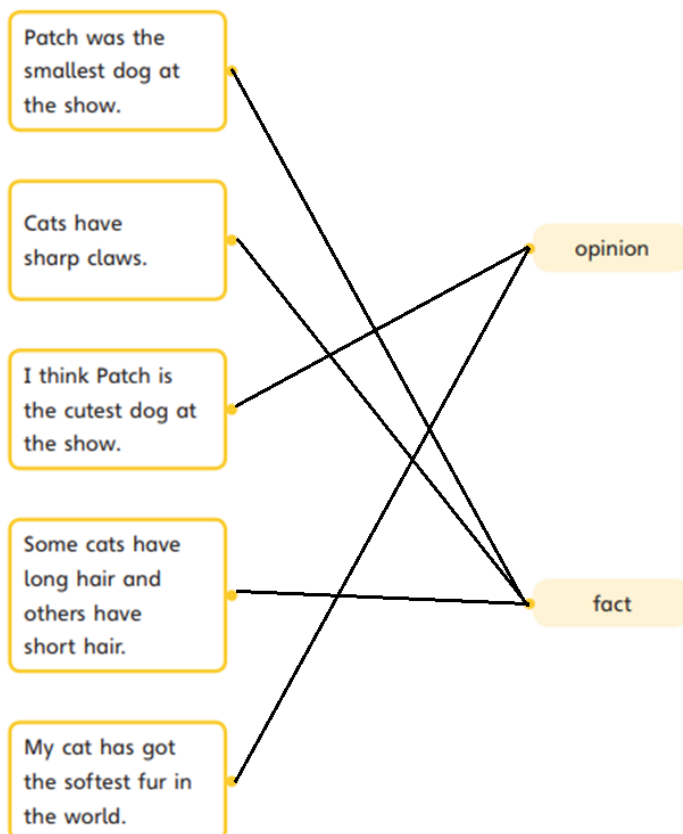 Patch was the
smallest dog at
the show.
Cats have
sharp claws.
opinion
I think Patch is
the cutest dog at
the show.
Some cats have
long hair and
others have
short hair.
fact
My cat has got
the softest fur in
the world.